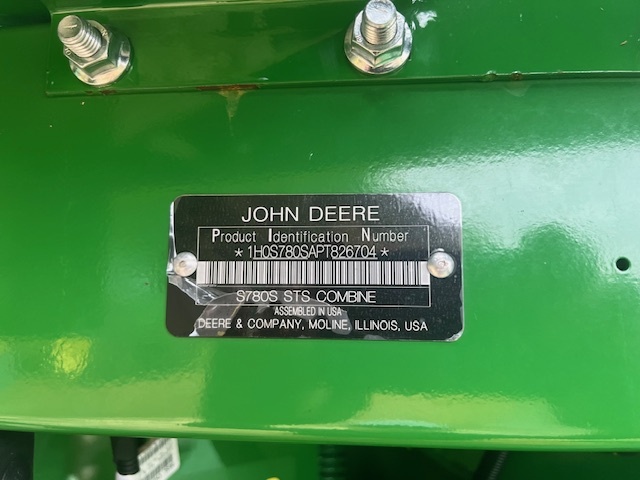 JOHN DEERE
Product Identification Number
*1H0S780SAPT826704*
S780S STS COMBINE
ASSEMBLED IN USA
DEERE & COMPANY, MOLINE, ILLINOIS, USA